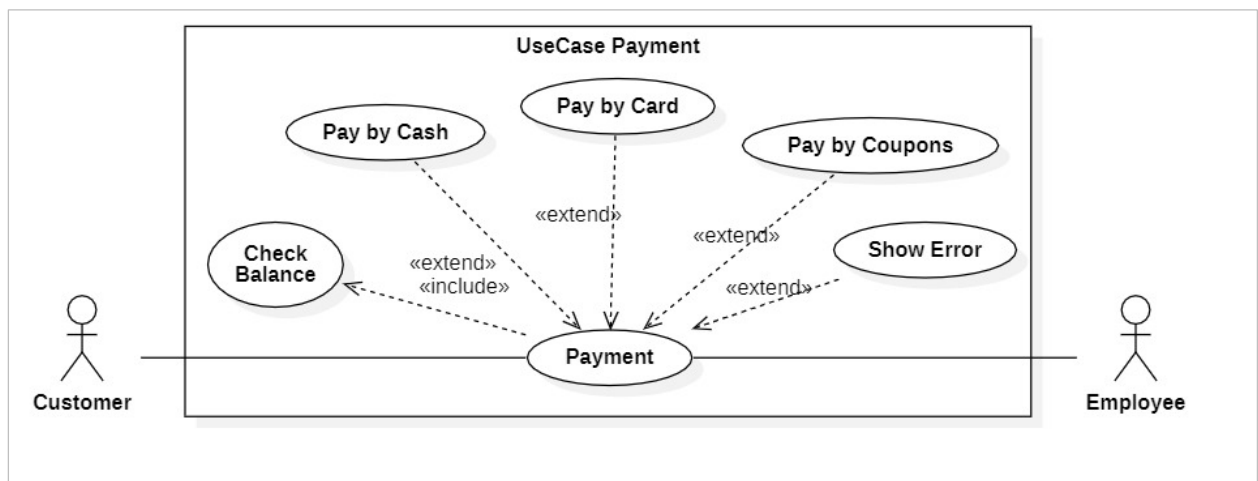 UseCase Payment
Pay by Card
Pay by Cash
Pay by Coupons
«extend»
«extend»
Check
Balance
Show Error
«extend»
«include»
«extend»
Payment
Customer
Employee